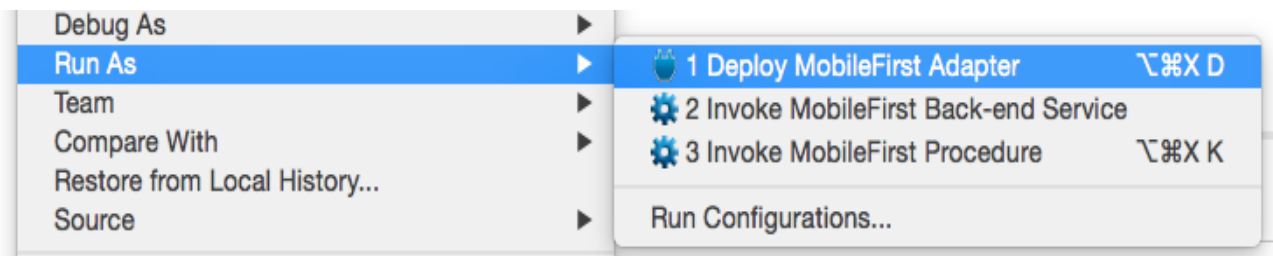 Debug As
Run As
Team
Compare With
Restore from Local History...
Source
1 Deploy MobileFirst Adapter ⌥⌘X D
2 Invoke MobileFirst Back-end Service
3 Invoke MobileFirst Procedure ⌥⌘X K
Run Configurations...